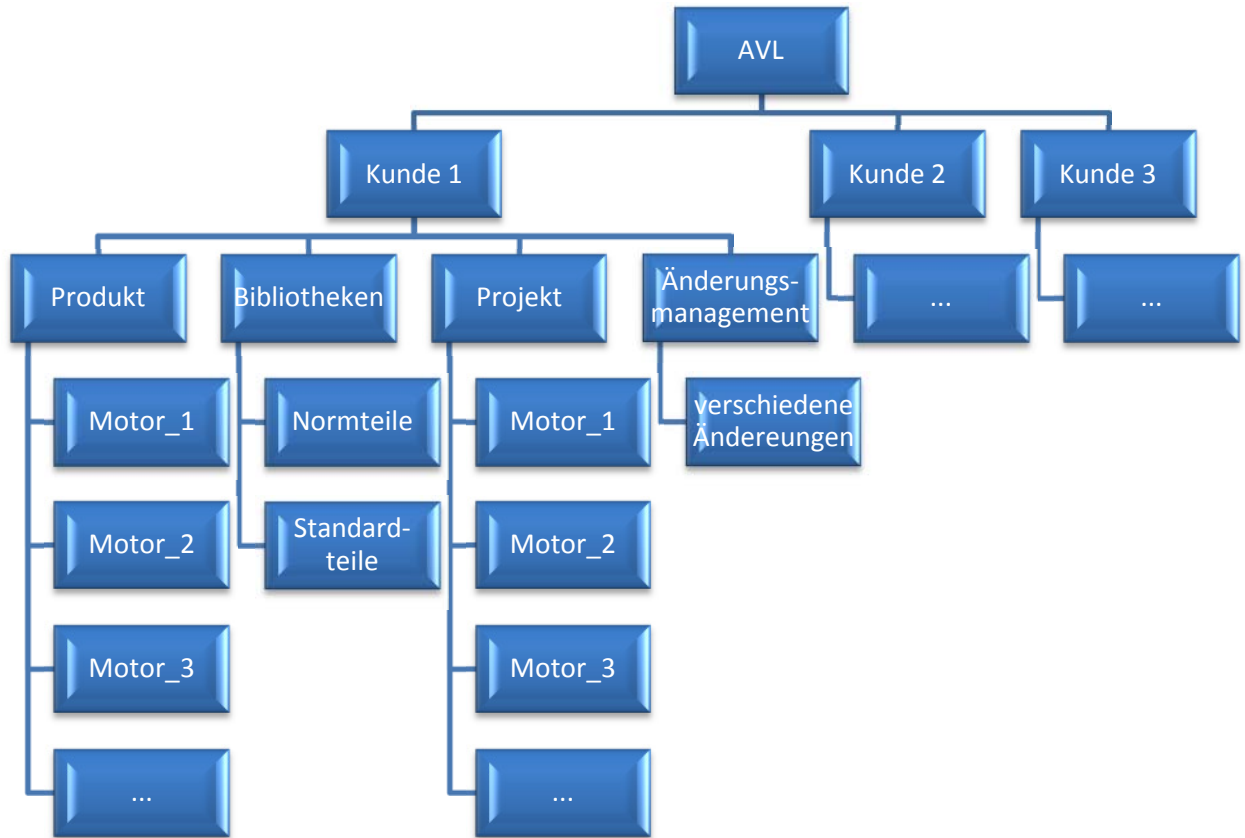 AVL
Kunde 1
Kunde 2
Kunde 3
Produkt
Bibliotheken
Projekt
Änderungs-
management
...
...
Motor_1
Normteile
Motor_1
verschiedene
Ändereungen
Motor_2
Standard-
teile
Motor_2
Motor_3
Motor_3
...
...